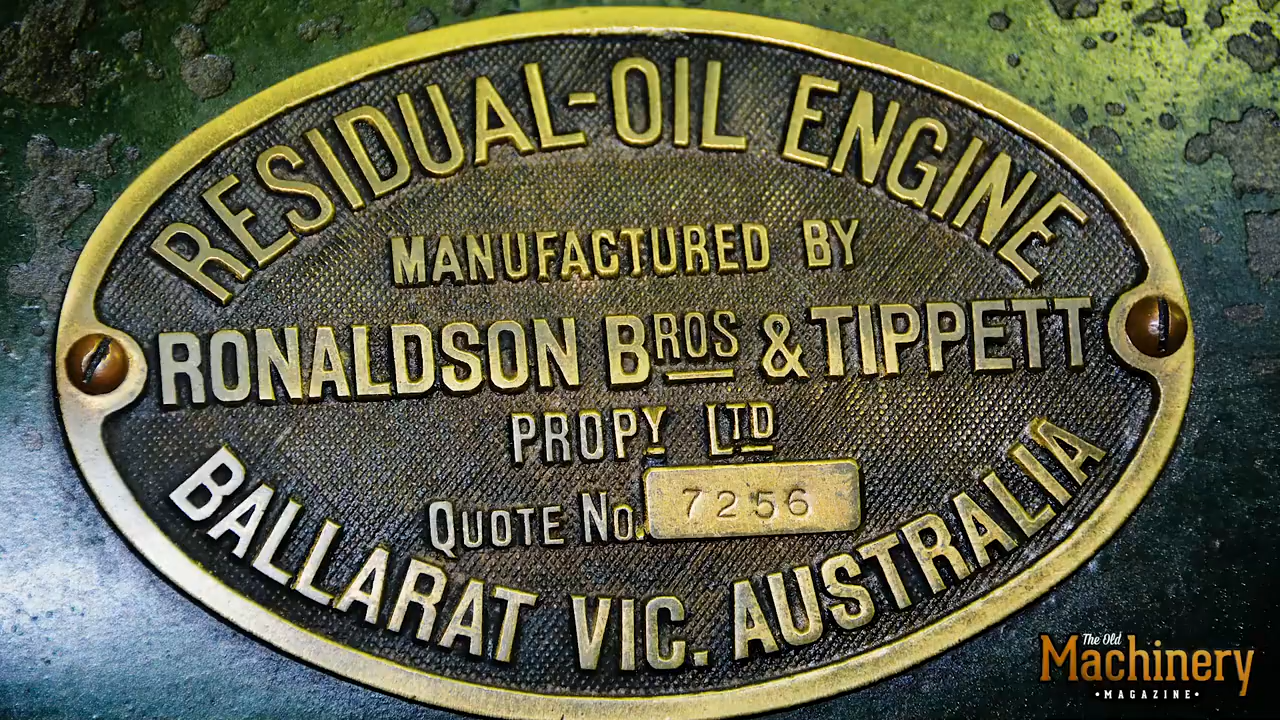 RESIDUAL-OIL ENGINE
MANUFACTURED BY
RONALDSON BROS & TIPPETT
PROPY LTD
QUOTE NO. 7256
BALLARAT VIC. AUSTRALIA
The Old
Machinery
•MAGAZINE•